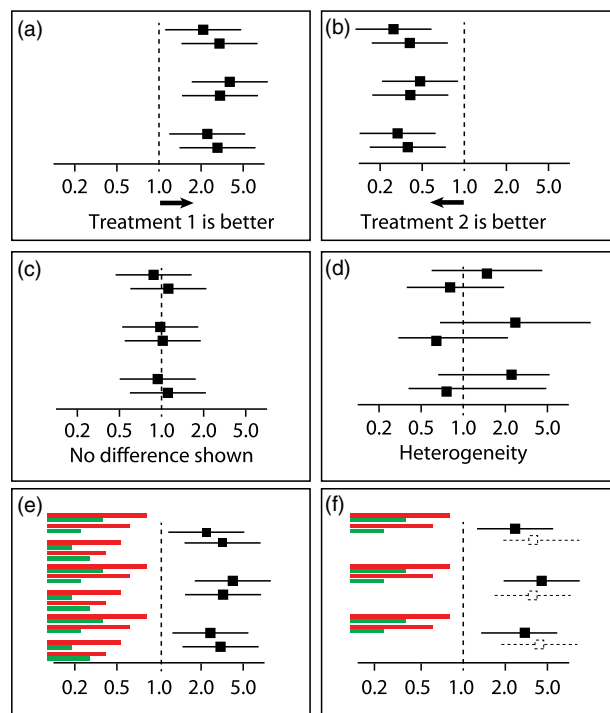 (a)
0.2 0.5 1.0 2.0 5.0
Treatment 1 is better
(b)
0.2 0.5 1.0 2.0 5.0
Treatment 2 is better
(c)
0.2 0.5 1.0 2.0 5.0
No difference shown
(d)
0.2 0.5 1.0 2.0 5.0
Heterogeneity
(e)
0.2 0.5 1.0 2.0 5.0
(f)
0.2 0.5 1.0 2.0 5.0